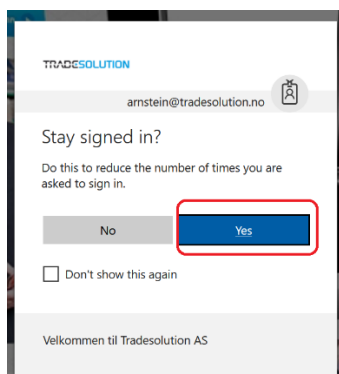 TRADESOLUTION
arnstein@tradesolution.no
Stay signed in?
Do this to reduce the number of times you are
asked to sign in.
No
Yes
Don't show this again
Velkommen til Tradesolution AS